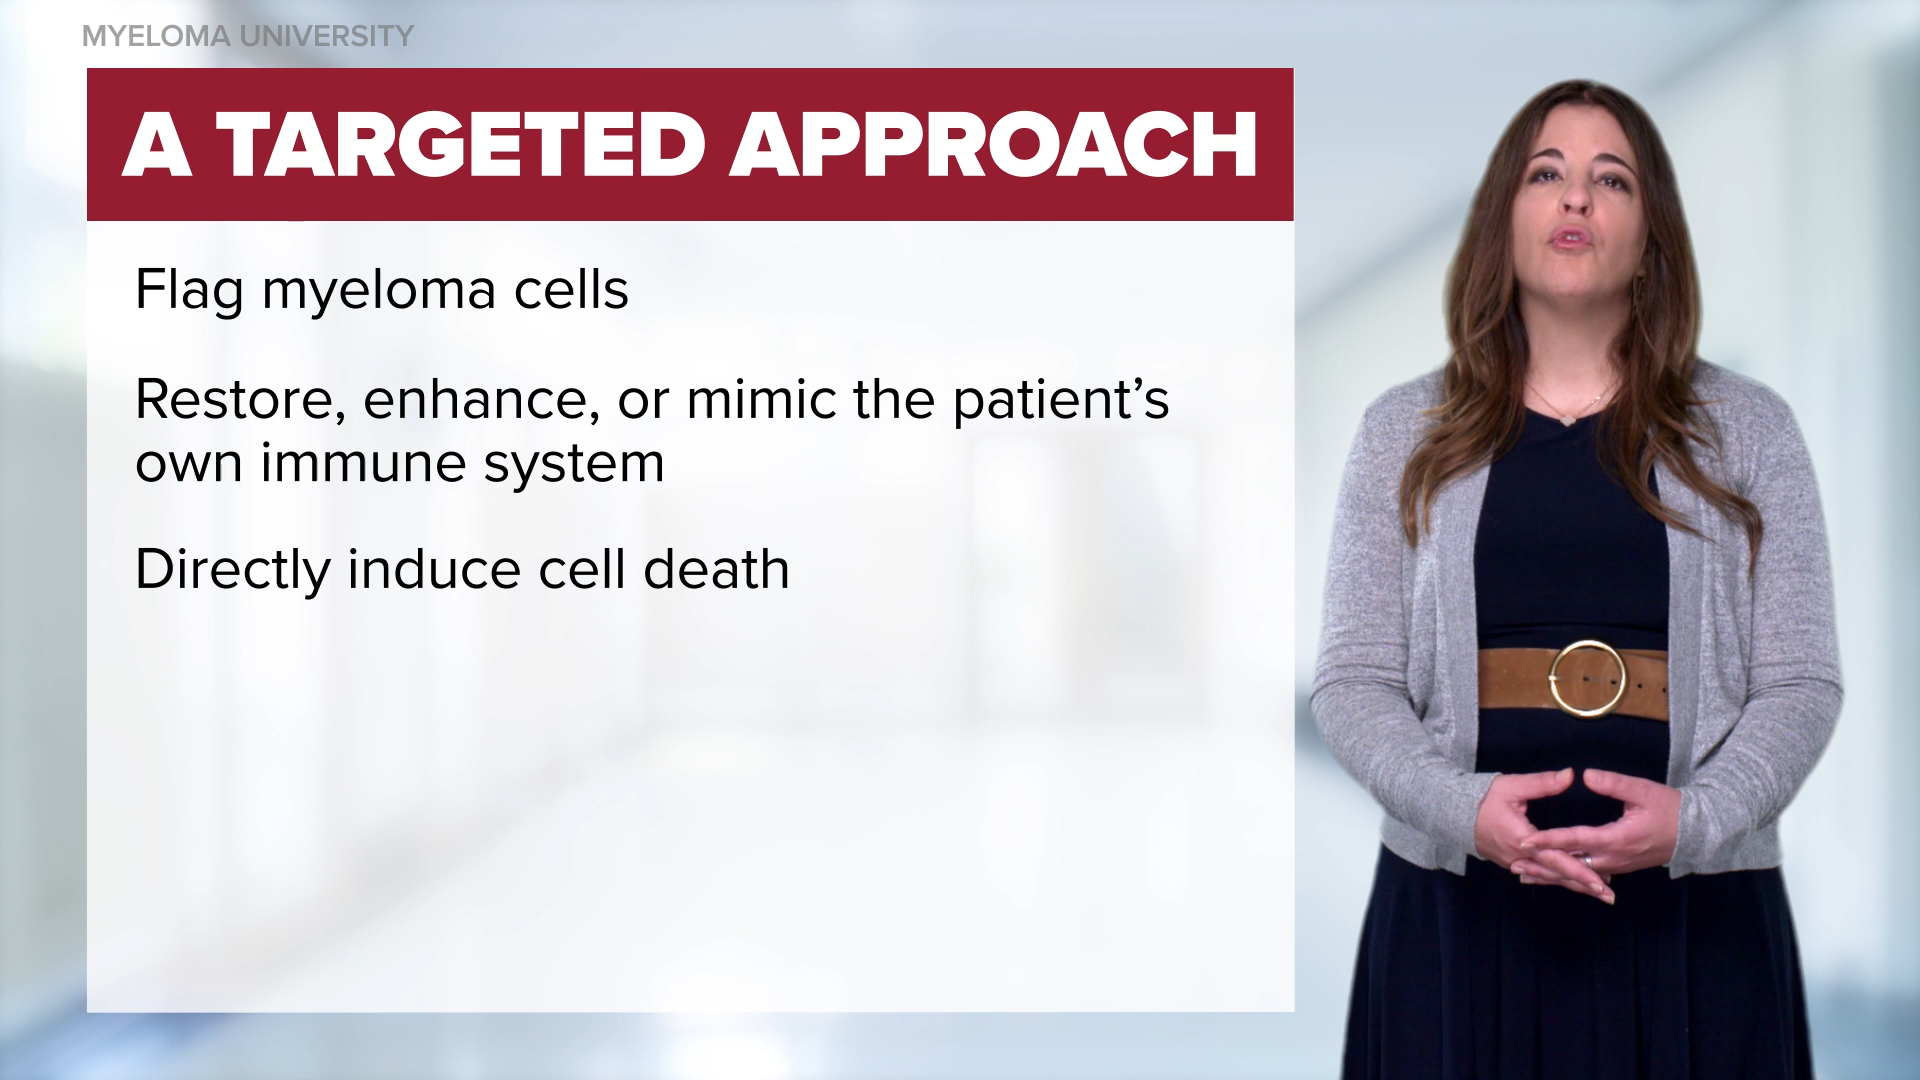 MYELOMA UNIVERSITY
A TARGETED APPROACH
Flag myeloma cells
Restore, enhance, or mimic the patient’s
own immune system
Directly induce cell death